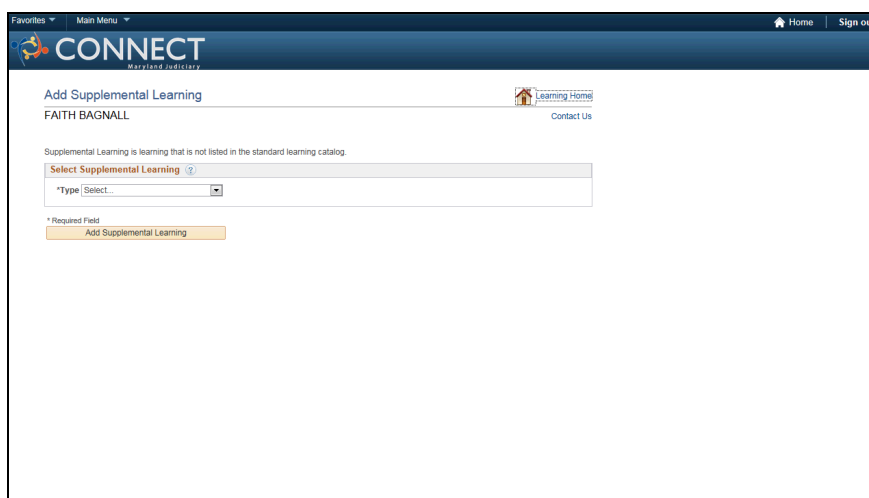 Favorites Main Menu Home Sign ou
CONNECT
Maryland Judiciary
Add Supplemental Learning Learning Home
FAITH BAGNALL Contact Us
Supplemental Learning is learning that is not listed in the standard learning catalog.
Select Supplemental Learning ?
*Type Select...
* Required Field
Add Supplemental Learning